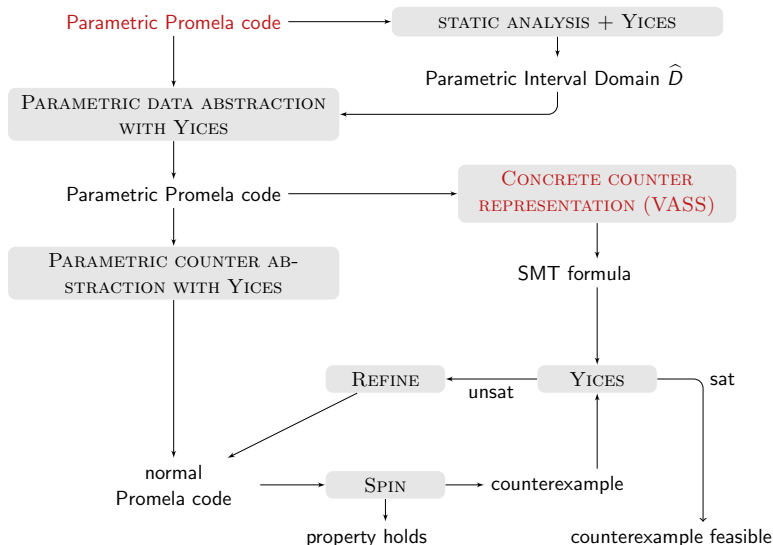 Parametric Promela code
STATIC ANALYSIS + YICES
Parametric Interval Domain D̂
PARAMETRIC DATA ABSTRACTION
WITH YICES
Parametric Promela code
CONCRETE COUNTER
REPRESENTATION (VASS)
PARAMETRIC COUNTER AB-
STRACTION WITH YICES
SMT formula
REFINE
unsat
YICES
sat
normal
Promela code
SPIN
counterexample
property holds
counterexample feasible